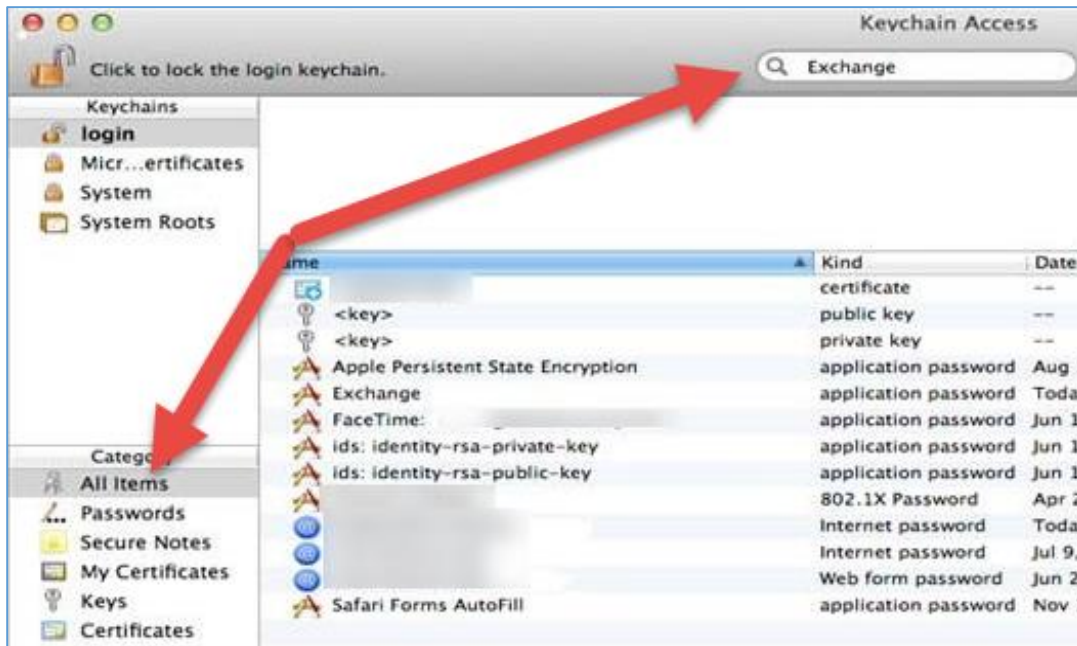 Keychain Access
Click to lock the login keychain.
Exchange
Keychains
login
Micr...ertificates
System
System Roots
Kind Date
certificate --
<key> public key --
<key> private key --
Apple Persistent State Encryption application password Aug
Exchange application password Toda
FaceTime: application password Jun 1
ids: identity-rsa-private-key application password Jun 1
ids: identity-rsa-public-key application password Jun 1
802.1X Password Apr 2
Internet password Toda
Internet password Jul 9,
Web form password Jun 2
Safari Forms AutoFill application password Nov
All Items
Passwords
Secure Notes
My Certificates
Keys
Certificates